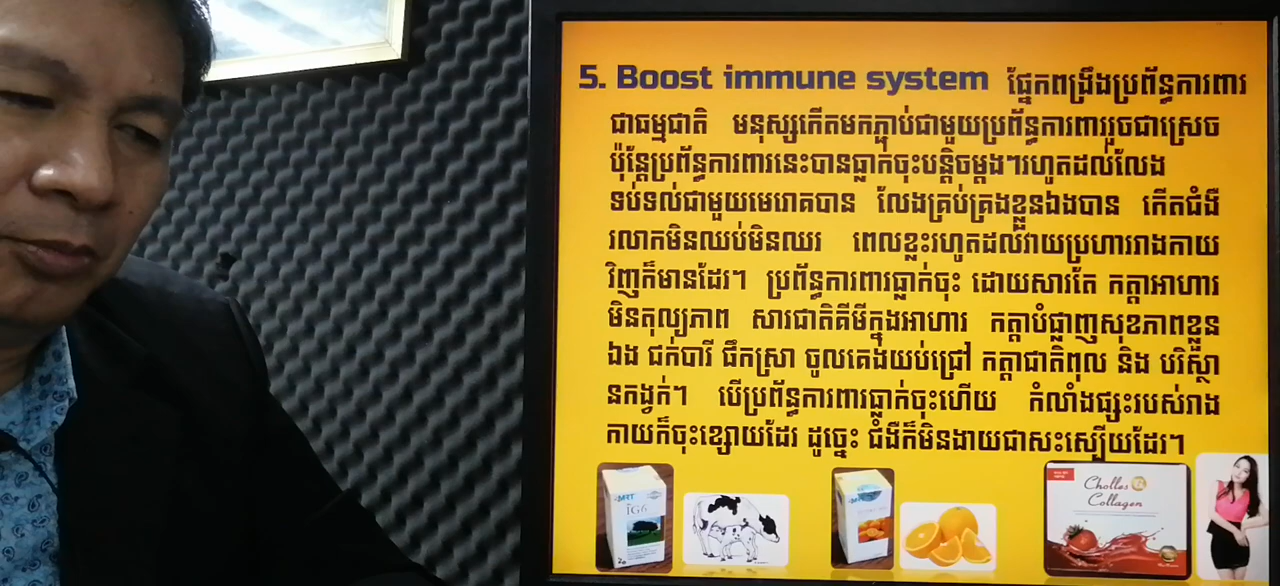 5. Boost immune system ផ្នែកពង្រឹងប្រព័ន្ធការពារ
ជាធម្មជាតិ មនុស្សកើតមកភ្ជាប់ជាមួយប្រព័ន្ធការពាររួចជាស្រេច
ប៉ុន្តែប្រព័ន្ធការពារនេះបានធ្លាក់ចុះបន្តិចម្ដង។រហូតដល់លែង
ទប់ទល់ជាមួយមេរោគបាន លែងគ្រប់គ្រងខ្លួនឯងបាន កើតជំងឺ
រលាកមិនឈប់មិនឈរ ពេលខ្លះរហូតដល់វាយប្រហាររាងកាយ
វិញក៏មានដែរ។ ប្រព័ន្ធការពារធ្លាក់ចុះ ដោយសារតែ កត្តាអាហារ
មិនតុល្យភាព សារជាតិគីមីក្នុងអាហារ កត្តាបំផ្លាញសុខភាពខ្លួន
ឯង ជក់បារី ផឹកស្រា ចូលគេងយប់ជ្រៅ កត្តាជាតិពុល និង បរិស្ថា
នកង្វក់។ បើប្រព័ន្ធការពារធ្លាក់ចុះហើយ កំលាំងផ្សះរបស់រាង
កាយក៏ចុះខ្សោយដែរ ដូច្នេះ ជំងឺក៏មិនងាយជាសះស្បើយដែរ។
MRT
IG6
Cholles
Collagen